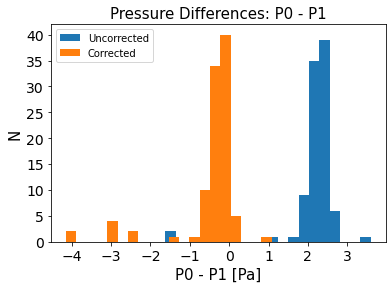 Pressure Differences: P0 - P1
Uncorrected
Corrected
40
35
30
25
20
15
10
5
0
N
−4 −3 −2 −1 0 1 2 3
P0 - P1 [Pa]